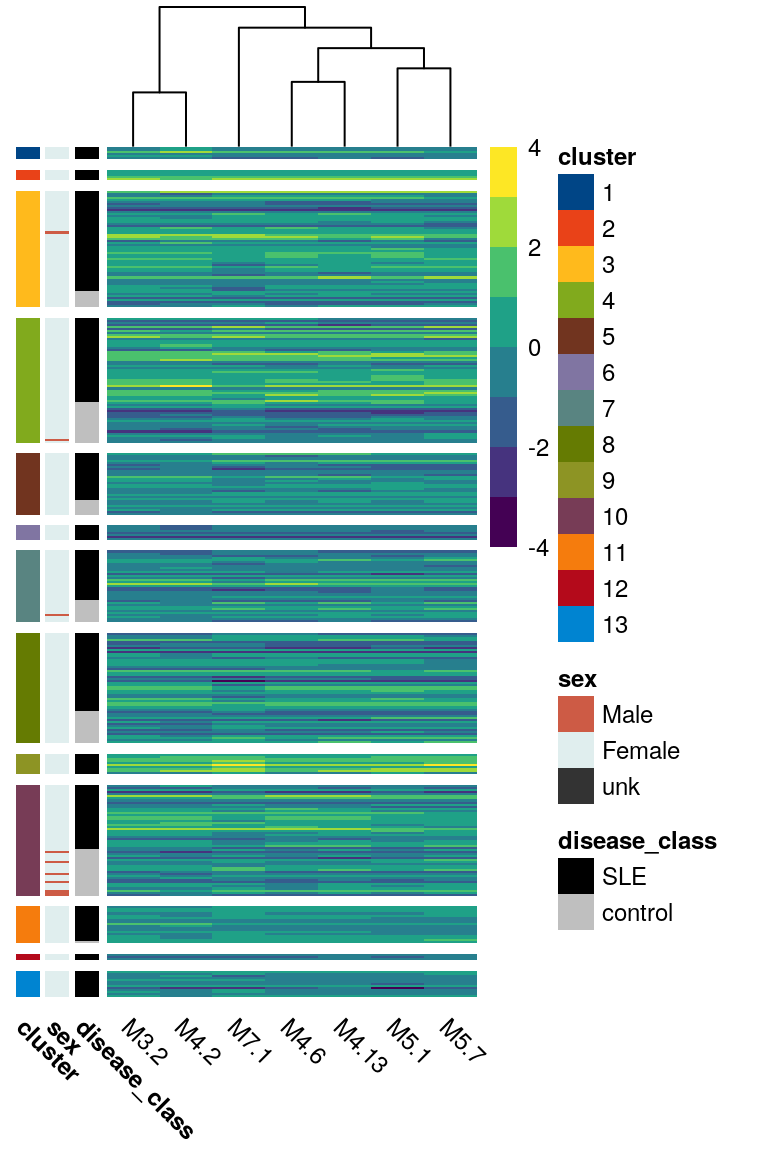 4
2
0
-2
-4
cluster
1
2
3
4
5
6
7
8
9
10
11
12
13
sex
Male
Female
unk
disease_class
SLE
control
cluster
sex
disease_class
M3.2
M4.2
M7.1
M4.6
M4.13
M5.1
M5.7